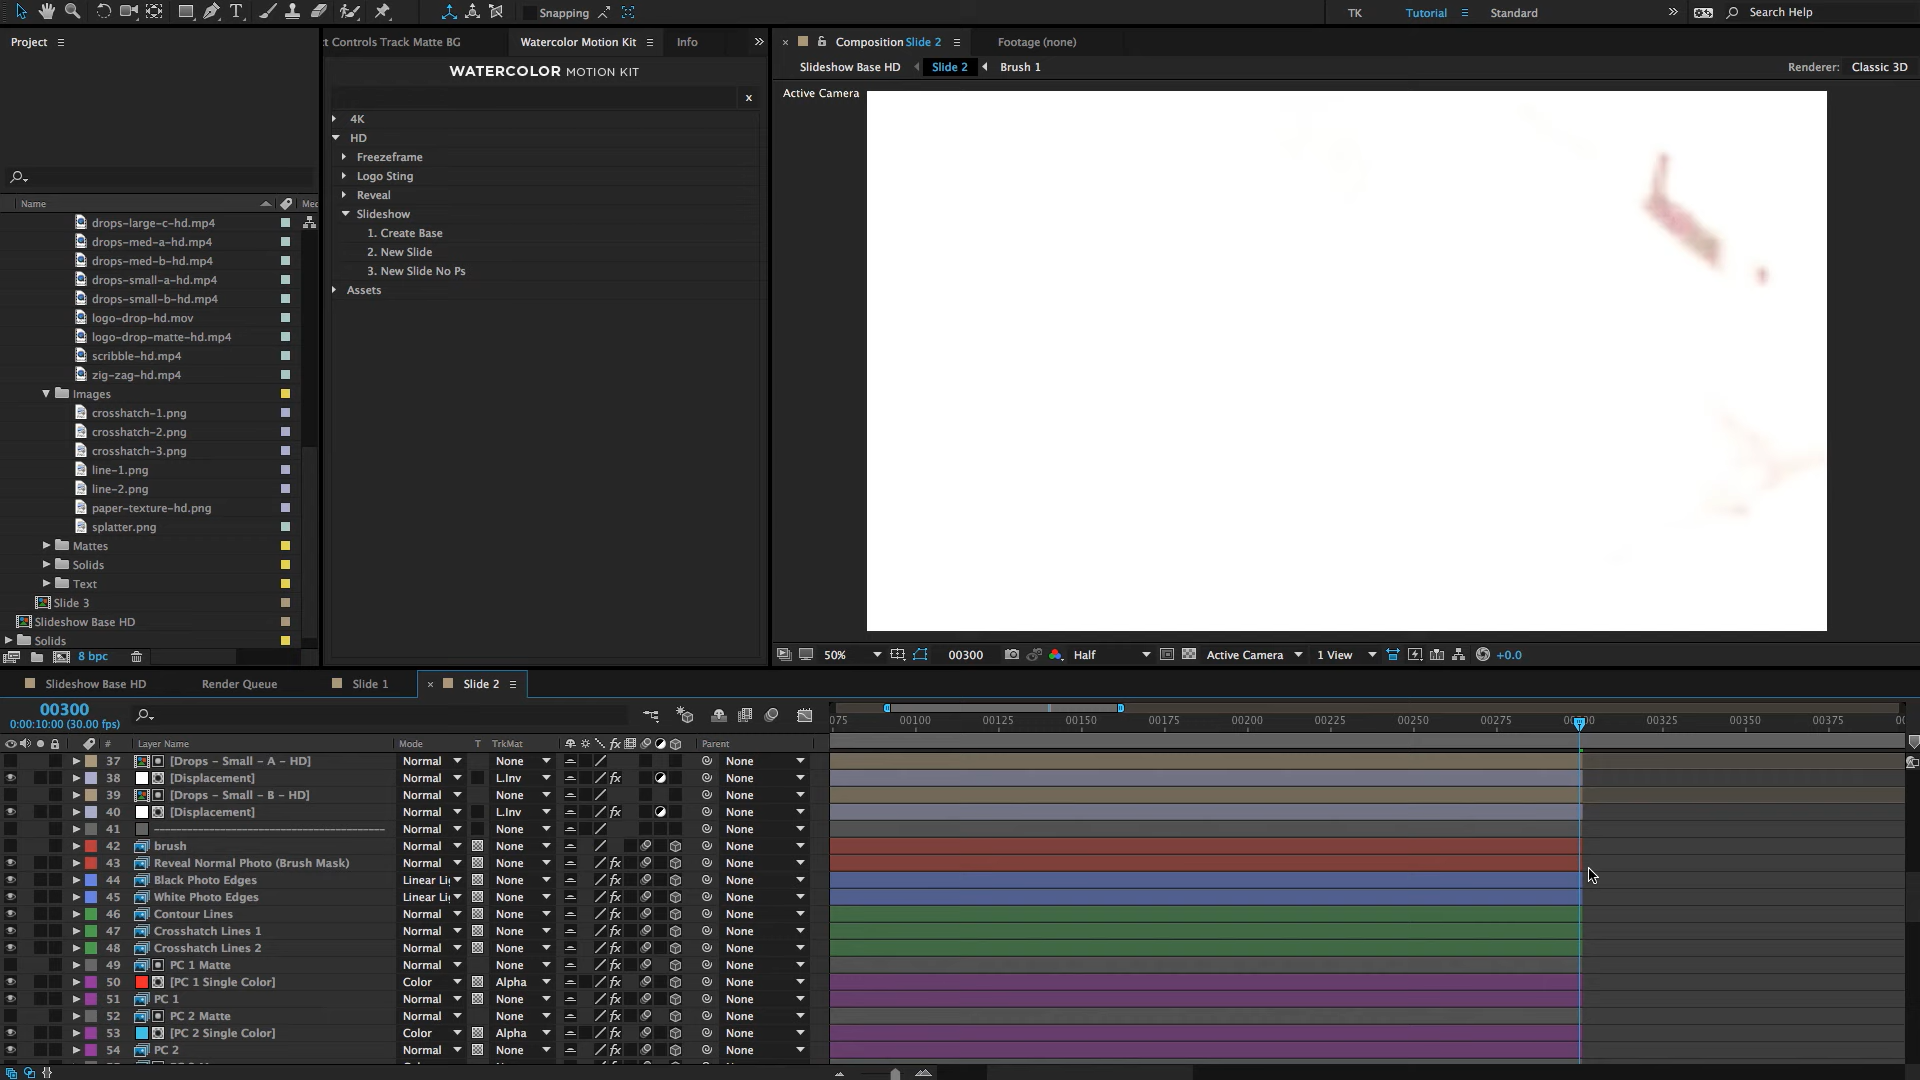 Snapping
TK
Tutorial
Standard
Search Help
Project
t Controls Track Matte BG
Watercolor Motion Kit
Info
Composition Slide 2
Footage (none)
WATERCOLOR MOTION KIT
x
4K
HD
Freezeframe
Logo Sting
Reveal
Slideshow
1. Create Base
2. New Slide
3. New Slide No Ps
Assets
Slideshow Base HD
Slide 2
Brush 1
Renderer: Classic 3D
Active Camera
Name
Med
drops-large-c-hd.mp4
drops-med-a-hd.mp4
drops-med-b-hd.mp4
drops-small-a-hd.mp4
drops-small-b-hd.mp4
logo-drop-hd.mov
logo-drop-matte-hd.mp4
scribble-hd.mp4
zig-zag-hd.mp4
Images
crosshatch-1.png
crosshatch-2.png
crosshatch-3.png
line-1.png
line-2.png
paper-texture-hd.png
splatter.png
Mattes
Solids
Text
Slide 3
Slideshow Base HD
Solids
8 bpc
50%
00300
Half
Active Camera
1 View
+0.0
Slideshow Base HD
Render Queue
Slide 1
Slide 2
00300
0:00:10:00 (30.00 fps)
075 00100 00125 00150 00175 00200 00225 00250 00275 00300 00325 00350 00375
# Layer Name Mode T TrkMat Parent
37 [Drops - Small - A - HD] Normal None None
38 [Displacement] Normal L.Inv None
39 [Drops - Small - B - HD] Normal None None
40 [Displacement] Normal L.Inv None
41 ------------------------------------------ Normal None None
42 brush Normal None None
43 Reveal Normal Photo (Brush Mask) Normal None None
44 Black Photo Edges Linear Li None None
45 White Photo Edges Linear Li None None
46 Contour Lines Normal None None
47 Crosshatch Lines 1 Normal None None
48 Crosshatch Lines 2 Normal None None
49 PC 1 Matte Normal None None
50 [PC 1 Single Color] Color Alpha None
51 PC 1 Normal None None
52 PC 2 Matte Normal None None
53 [PC 2 Single Color] Color Alpha None
54 PC 2 Normal None None